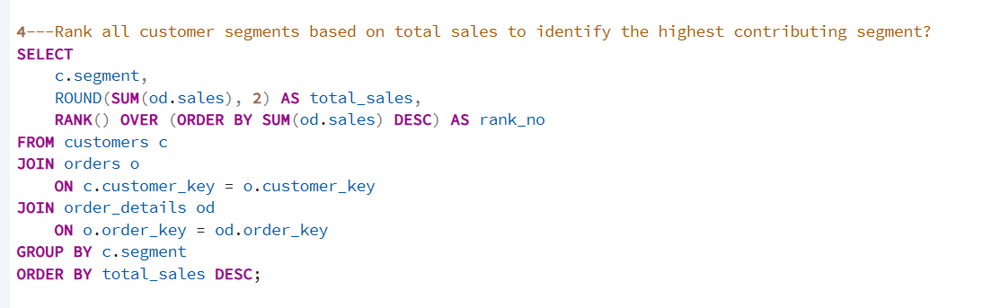 4---Rank all customer segments based on total sales to identify the highest contributing segment?
SELECT
    c.segment,
    ROUND(SUM(od.sales), 2) AS total_sales,
    RANK() OVER (ORDER BY SUM(od.sales) DESC) AS rank_no
FROM customers c
JOIN orders o
    ON c.customer_key = o.customer_key
JOIN order_details od
    ON o.order_key = od.order_key
GROUP BY c.segment
ORDER BY total_sales DESC;